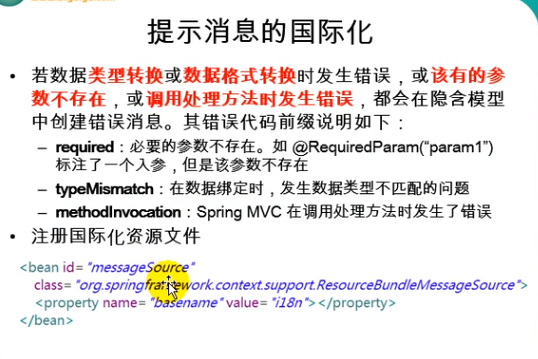 提示消息的国际化
• 若数据类型转换或数据格式转换时发生错误，或该有的参
数不存在，或调用处理方法时发生错误，都会在隐含模型
中创建错误消息。其错误代码前缀说明如下：
– required：必要的参数不存在。如 @RequiredParam(“param1”)
标注了一个入参，但是该参数不存在
– typeMismatch：在数据绑定时，发生数据类型不匹配的问题
– methodInvocation：Spring MVC 在调用处理方法时发生了错误
• 注册国际化资源文件
<bean id="messageSource"
class="org.springframework.context.support.ResourceBundleMessageSource">
<property name="basename" value="i18n"></property>
</bean>